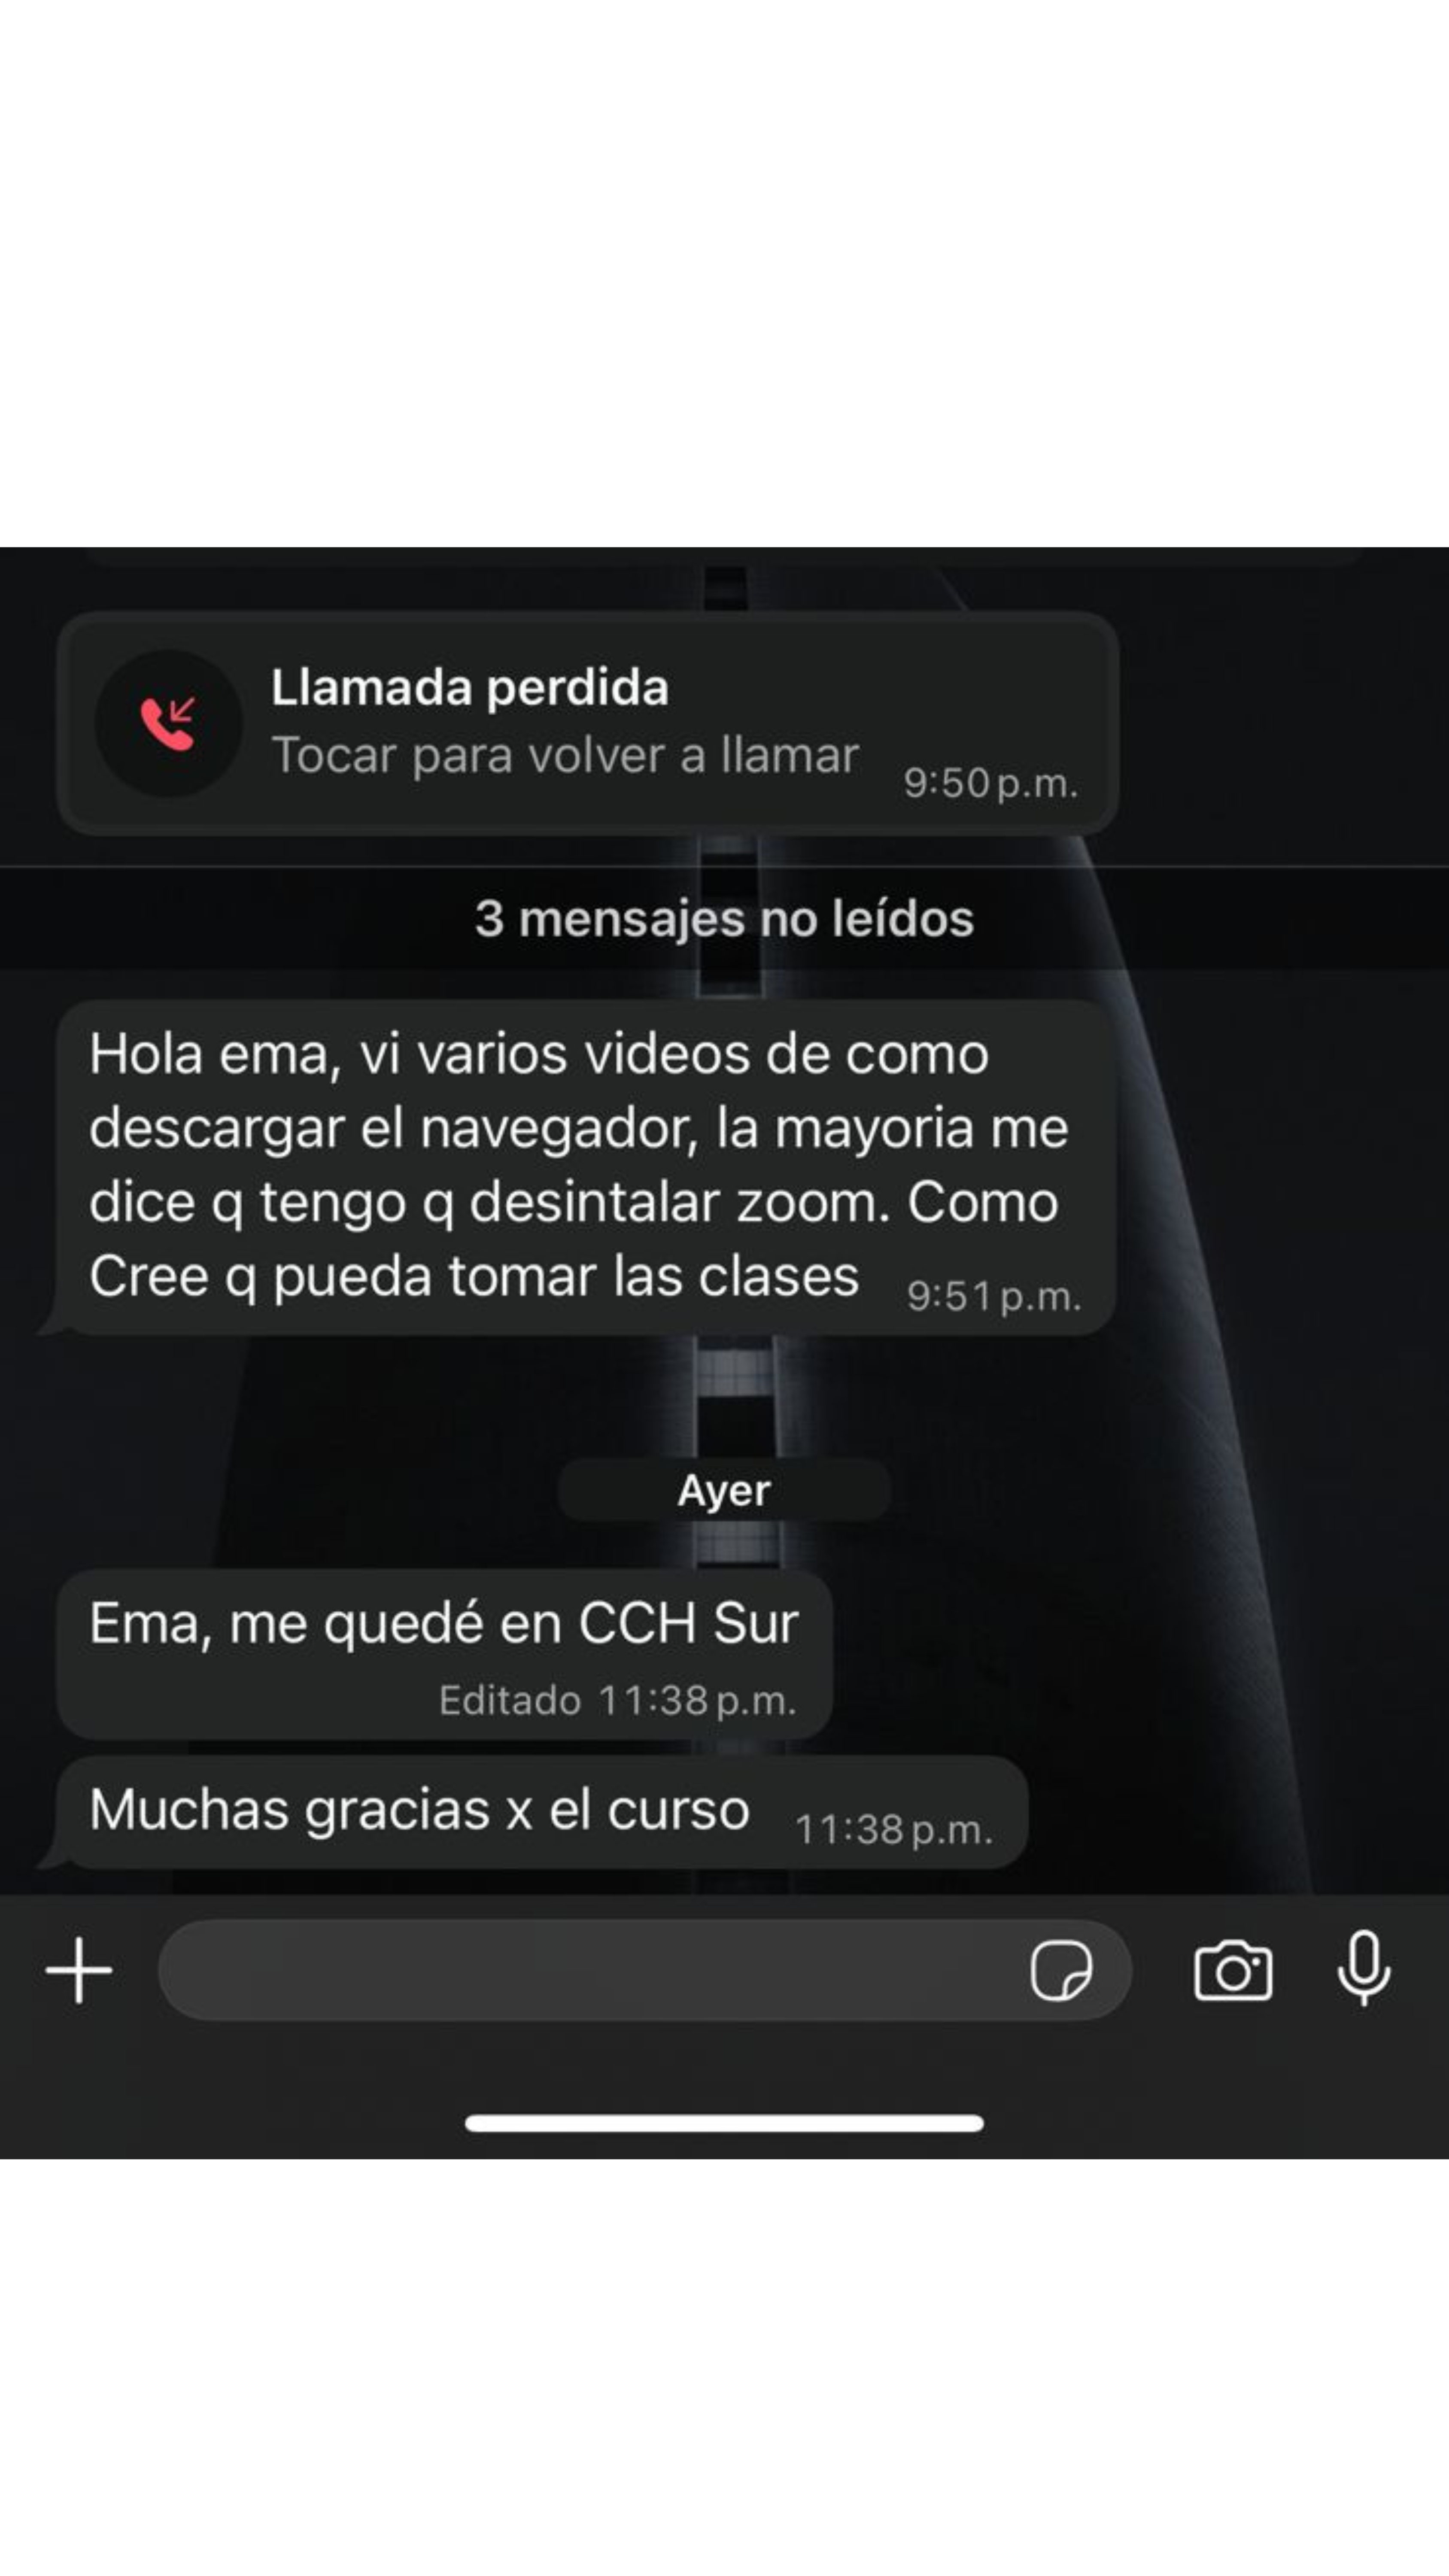 Llamada perdida
Tocar para volver a llamar
9:50 p.m.
3 mensajes no leídos
Hola ema, vi varios videos de como
descargar el navegador, la mayoria me
dice q tengo q desintalar zoom. Como
Cree q pueda tomar las clases
9:51 p.m.
Ayer
Ema, me quedé en CCH Sur
Editado 11:38 p.m.
Muchas gracias x el curso
11:38 p.m.